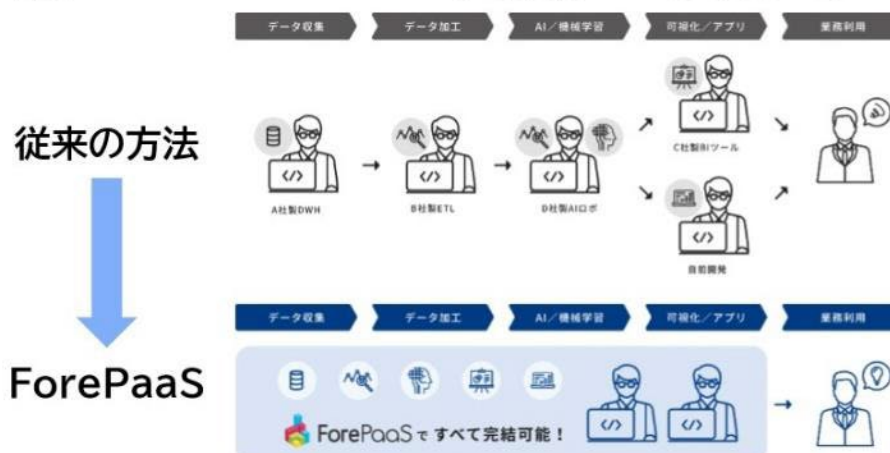 データ収集
データ加工
AI／機械学習
可視化／アプリ
業務利用
従来の方法
</>
A社製DWH
</>
B社製ETL
</>
D社製AIロボ
</>
C社製BIツール
</>
自前開発
データ収集
データ加工
AI／機械学習
可視化／アプリ
業務利用
ForePaaS
ForePaaSですべて完結可能！
</>
</>